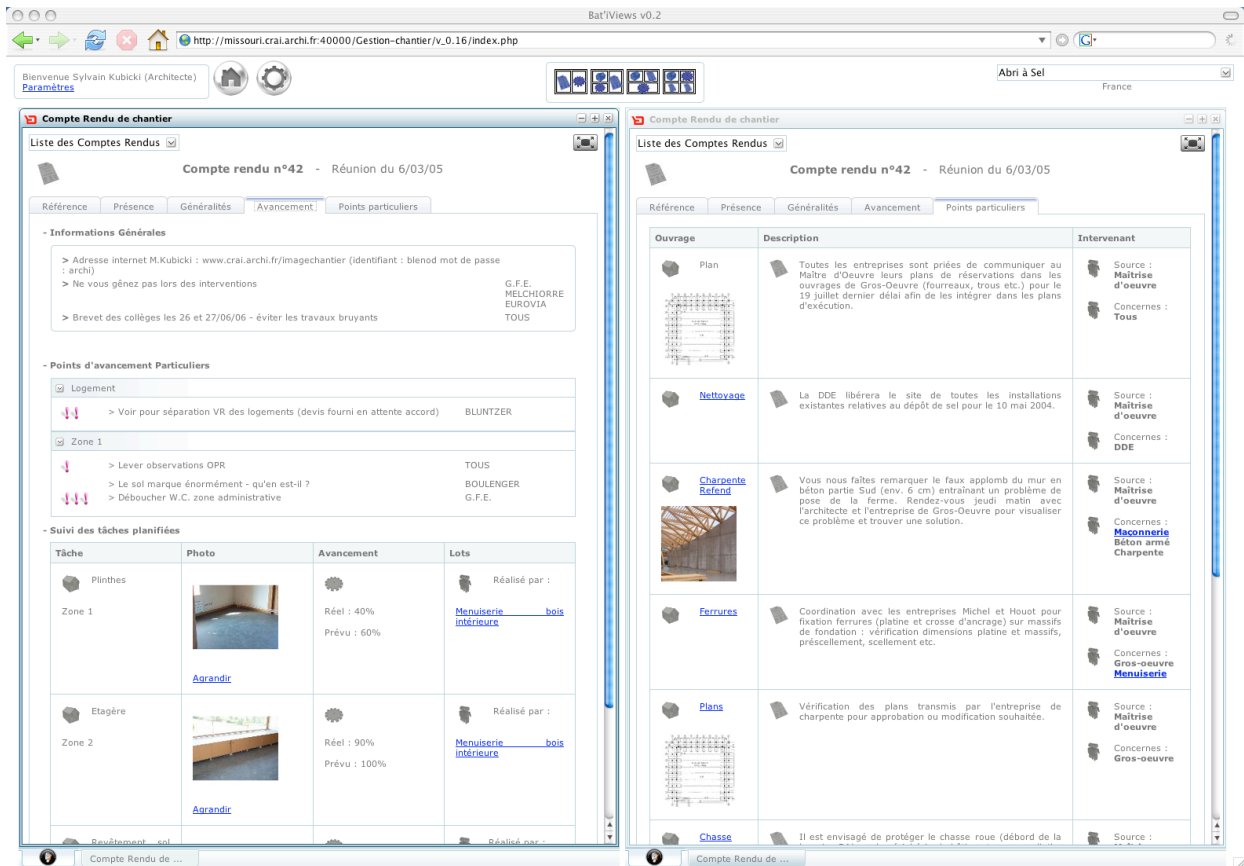 Bat'iViews v0.2
http://missouri.crai.archi.fr:40000/Gestion-chantier/v_0.16/index.php
G
Bienvenue Sylvain Kubicki (Architecte)
Paramètres
Abri à Sel
France
Compte Rendu de chantier
Liste des Comptes Rendus
Compte rendu n°42 - Réunion du 6/03/05
Référence Présence Généralités Avancement Points particuliers
- Informations Générales
> Adresse internet M.Kubicki : www.crai.archi.fr/imagechantier (identifiant : blenod mot de passe
: archi)
> Ne vous gênez pas lors des interventions G.F.E.
MELCHIORRE
EUROVIA
> Brevet des collèges les 26 et 27/06/06 - éviter les travaux bruyants TOUS
- Points d'avancement Particuliers
Logement
> Voir pour séparation VR des logements (devis fourni en attente accord) BLUNTZER
Zone 1
> Lever observations OPR TOUS
> Le sol marque énormément - qu'en est-il ? BOULENGER
> Déboucher W.C. zone administrative G.F.E.
- Suivi des tâches planifiées
Tâche Photo Avancement Lots
Plinthes Réalisé par :
Zone 1 Réel : 40% Menuiserie bois
intérieure
Prévu : 60%
Agrandir
Etagère Réalisé par :
Zone 2 Réel : 90% Menuiserie bois
intérieure
Prévu : 100%
Agrandir
Revêtement sol Réalisé par :
Compte Rendu de ...
Compte Rendu de chantier
Liste des Comptes Rendus
Compte rendu n°42 - Réunion du 6/03/05
Référence Présence Généralités Avancement Points particuliers
Ouvrage Description Intervenant
Plan Toutes les entreprises sont priées de communiquer au Source :
Maître d'Oeuvre leurs plans de réservations dans les Maîtrise
ouvrages de Gros-Oeuvre (fourreaux, trous etc.) pour le d'oeuvre
19 juillet dernier délai afin de les intégrer dans les plans
d'exécution.
Concernes :
Tous
Nettoyage La DDE libérera le site de toutes les installations Source :
existantes relatives au dépôt de sel pour le 10 mai 2004. Maîtrise
d'oeuvre
Concernes :
DDE
Charpente Vous nous faîtes remarquer le faux applomb du mur en Source :
Refend béton partie Sud (env. 6 cm) entraînant un problème de Maîtrise
pose de la ferme. Rendez-vous jeudi matin avec d'oeuvre
l'architecte et l'entreprise de Gros-Oeuvre pour visualiser
ce problème et trouver une solution.
Concernes :
Maçonnerie
Béton armé
Charpente
Ferrures Coordination avec les entreprises Michel et Houot pour Source :
fixation ferrures (platine et crosse d'ancrage) sur massifs Maîtrise
de fondation : vérification dimensions platine et massifs, d'oeuvre
préscellement, scellement etc.
Concernes :
Gros-oeuvre
Menuiserie
Plans Vérification des plans transmis par l'entreprise de Source :
charpente pour approbation ou modification souhaitée. Maîtrise
d'oeuvre
Concernes :
Gros-oeuvre
Chasse Il est envisagé de protéger le chasse roue (débord de la Source :
Compte Rendu de ...